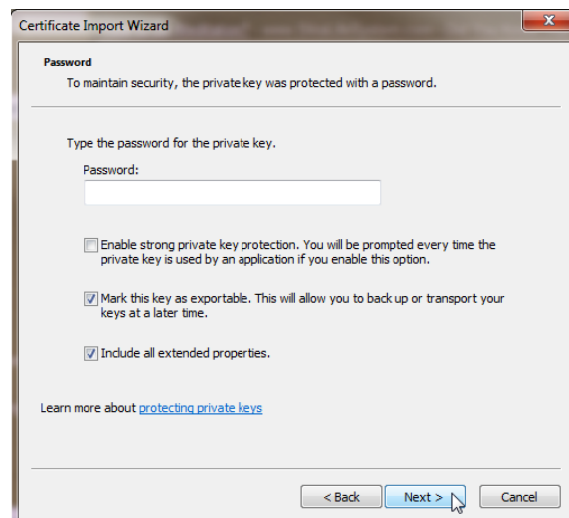 Certificate Import Wizard
Password
To maintain security, the private key was protected with a password.
Type the password for the private key.
Password:
Enable strong private key protection. You will be prompted every time the
private key is used by an application if you enable this option.
Mark this key as exportable. This will allow you to back up or transport your
keys at a later time.
Include all extended properties.
Learn more about protecting private keys
< Back Next > Cancel